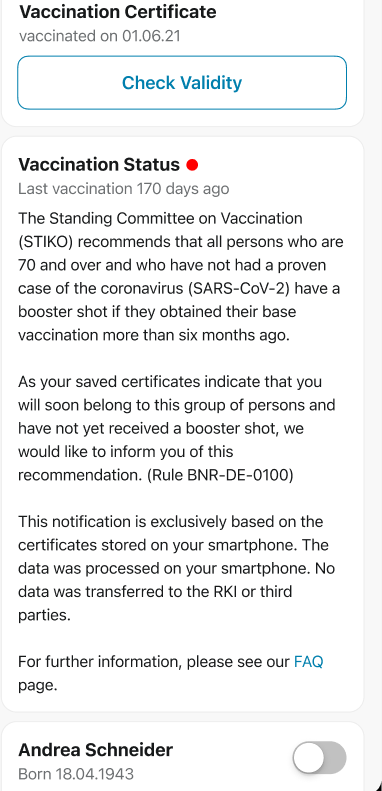 Vaccination Certificate
vaccinated on 01.06.21
Check Validity
Vaccination Status
Last vaccination 170 days ago
The Standing Committee on Vaccination
(STIKO) recommends that all persons who are
70 and over and who have not had a proven
case of the coronavirus (SARS-CoV-2) have a
booster shot if they obtained their base
vaccination more than six months ago.
As your saved certificates indicate that you
will soon belong to this group of persons and
have not yet received a booster shot, we
would like to inform you of this
recommendation. (Rule BNR-DE-0100)
This notification is exclusively based on the
certificates stored on your smartphone. The
data was processed on your smartphone. No
data was transferred to the RKI or third
parties.
For further information, please see our FAQ
page.
Andrea Schneider
Born 18.04.1943